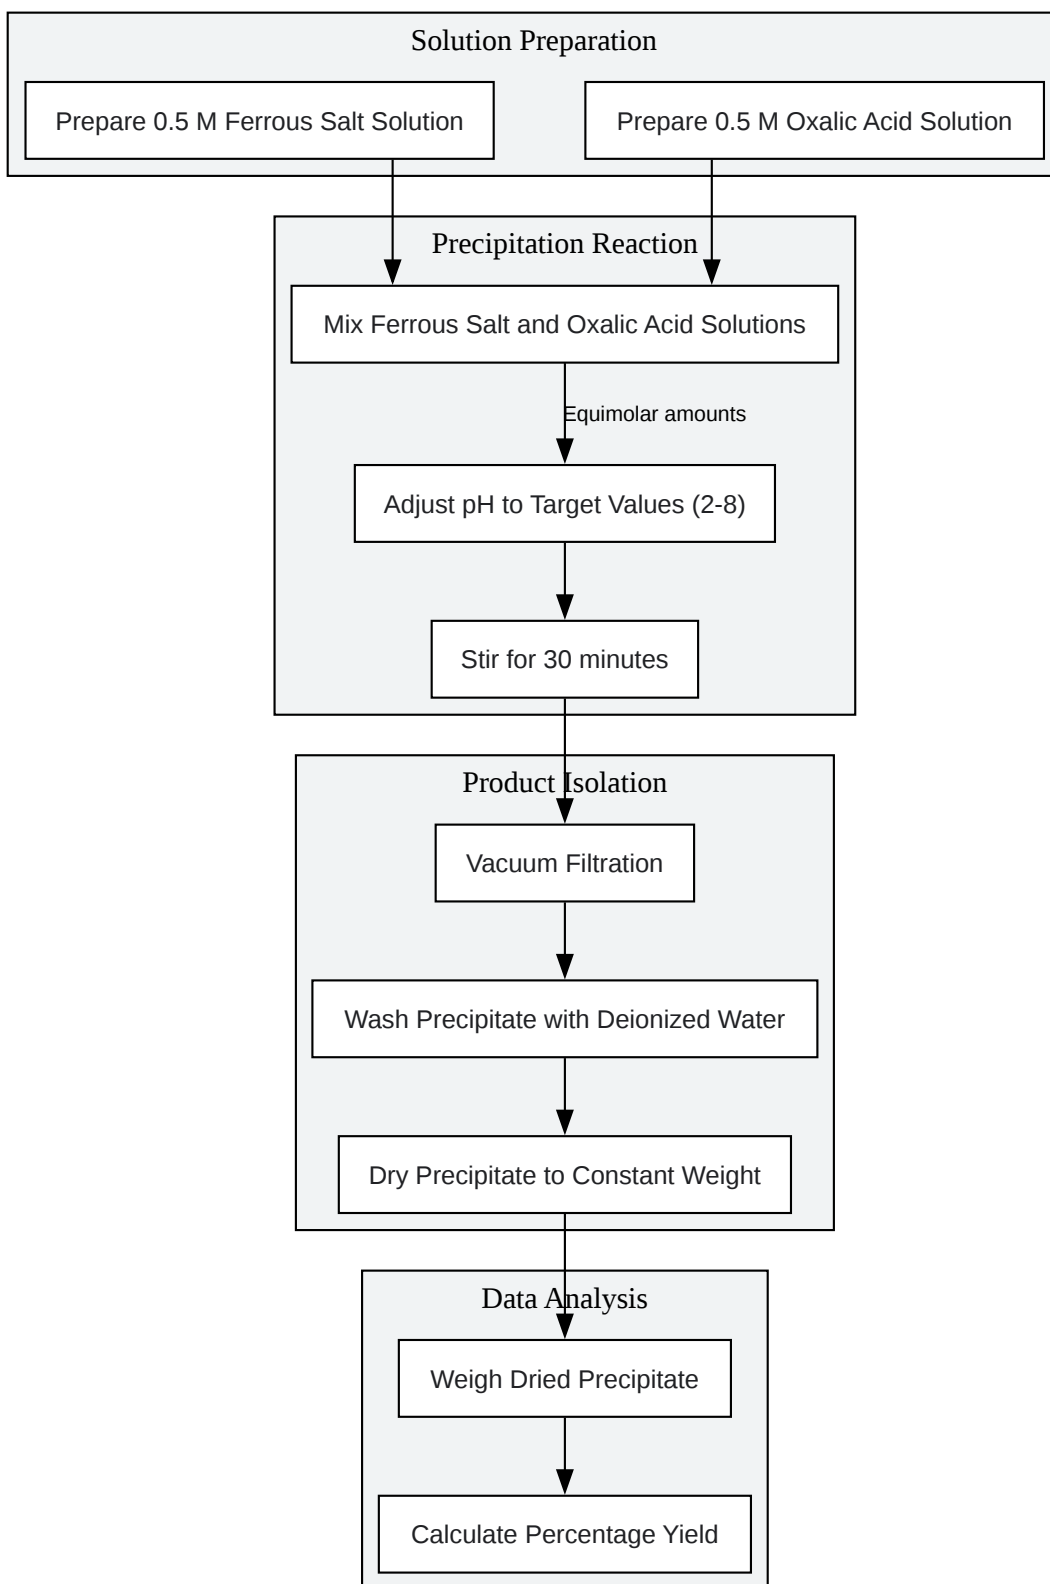 Solution Preparation
Prepare 0.5 M Ferrous Salt Solution
Prepare 0.5 M Oxalic Acid Solution
Precipitation Reaction
Mix Ferrous Salt and Oxalic Acid Solutions
Equimolar amounts
Adjust pH to Target Values (2-8)
Stir for 30 minutes
Product Isolation
Vacuum Filtration
Wash Precipitate with Deionized Water
Dry Precipitate to Constant Weight
Data Analysis
Weigh Dried Precipitate
Calculate Percentage Yield